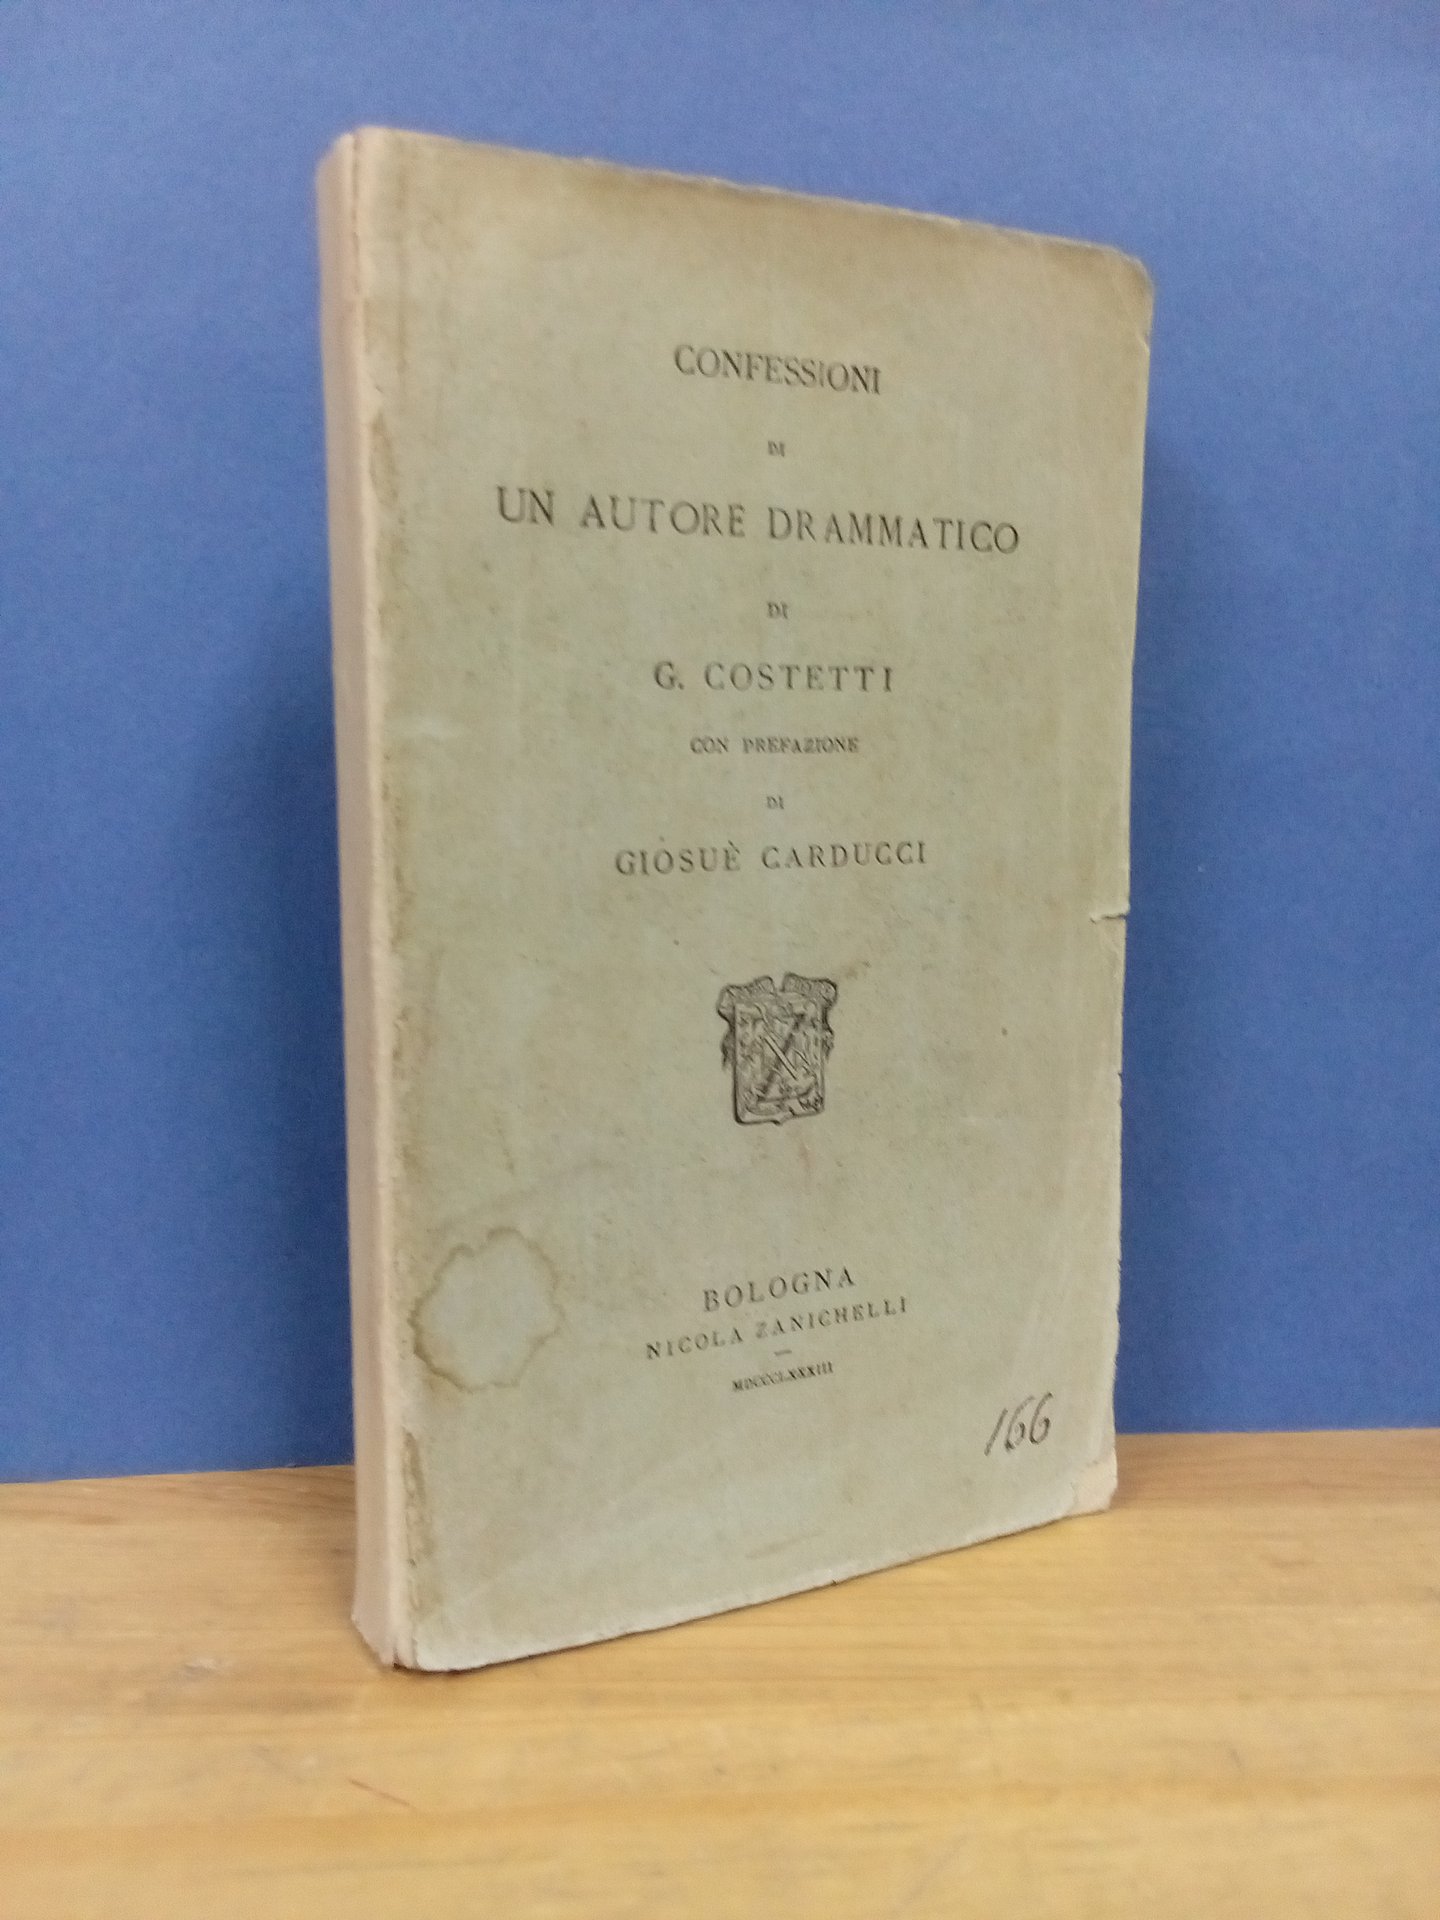 CONFESSIONI
DI
UN AUTORE DRAMMATICO
DI
G. COSTETTI
CON PREFAZIONE
DI
GIOSUÈ CARDUCCI
BOLOGNA
NICOLA ZANICHELLI
MDCCCLXXXIII
166